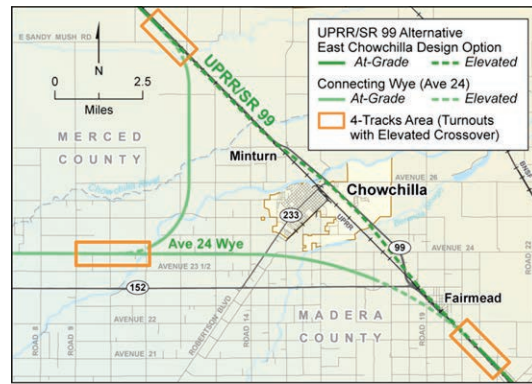 E SANDY MUSH RD
N
0
2.5
Miles
UPRR/SR 99 Alternative
East Chowchilla Design Option
At-Grade
Elevated
Connecting Wye (Ave 24)
At-Grade
Elevated
4-Tracks Area (Turnouts
with Elevated Crossover)
UPRR/SR 99
MERCED
COUNTY
Minturn
BNSF
Chowchilla
AVENUE 26
233
UPRR
Ave 24 Wye
99
AVENUE 24
ROAD 22
AVENUE 23 1/2
152
Fairmead
ROBERTSON BLVD
AVENUE 22
MADERA
COUNTY
ROAD 8
ROAD 9
ROAD 14
ROAD 19
AVENUE 21